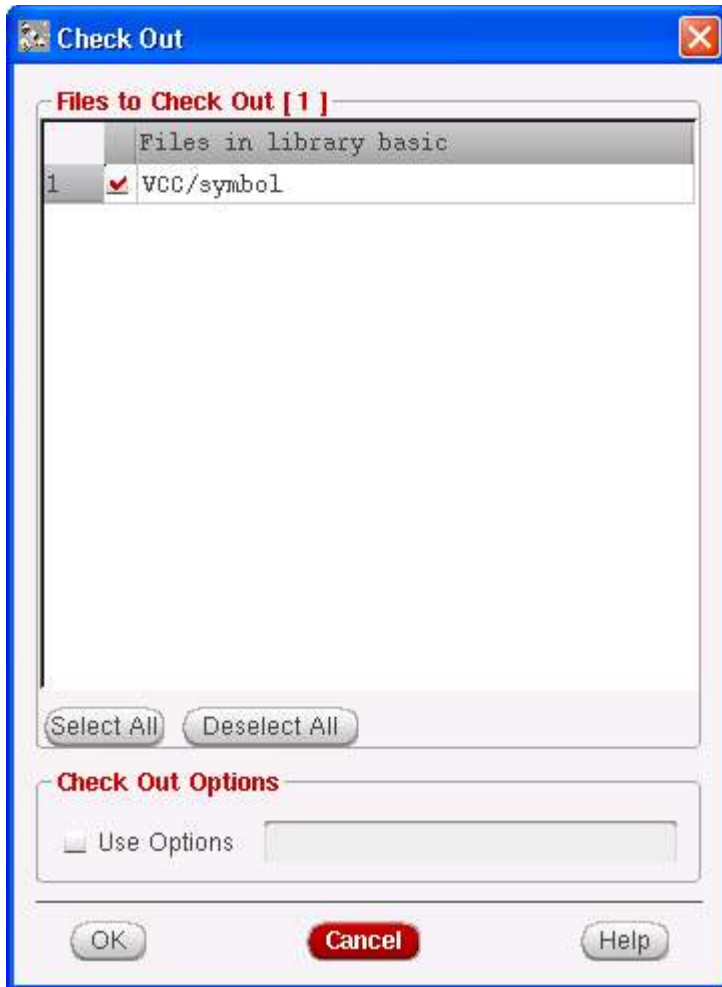 Check Out
Files to Check Out [ 1 ]
Files in library basic
1 VCC/symbol
Select All Deselect All
Check Out Options
Use Options
OK Cancel Help